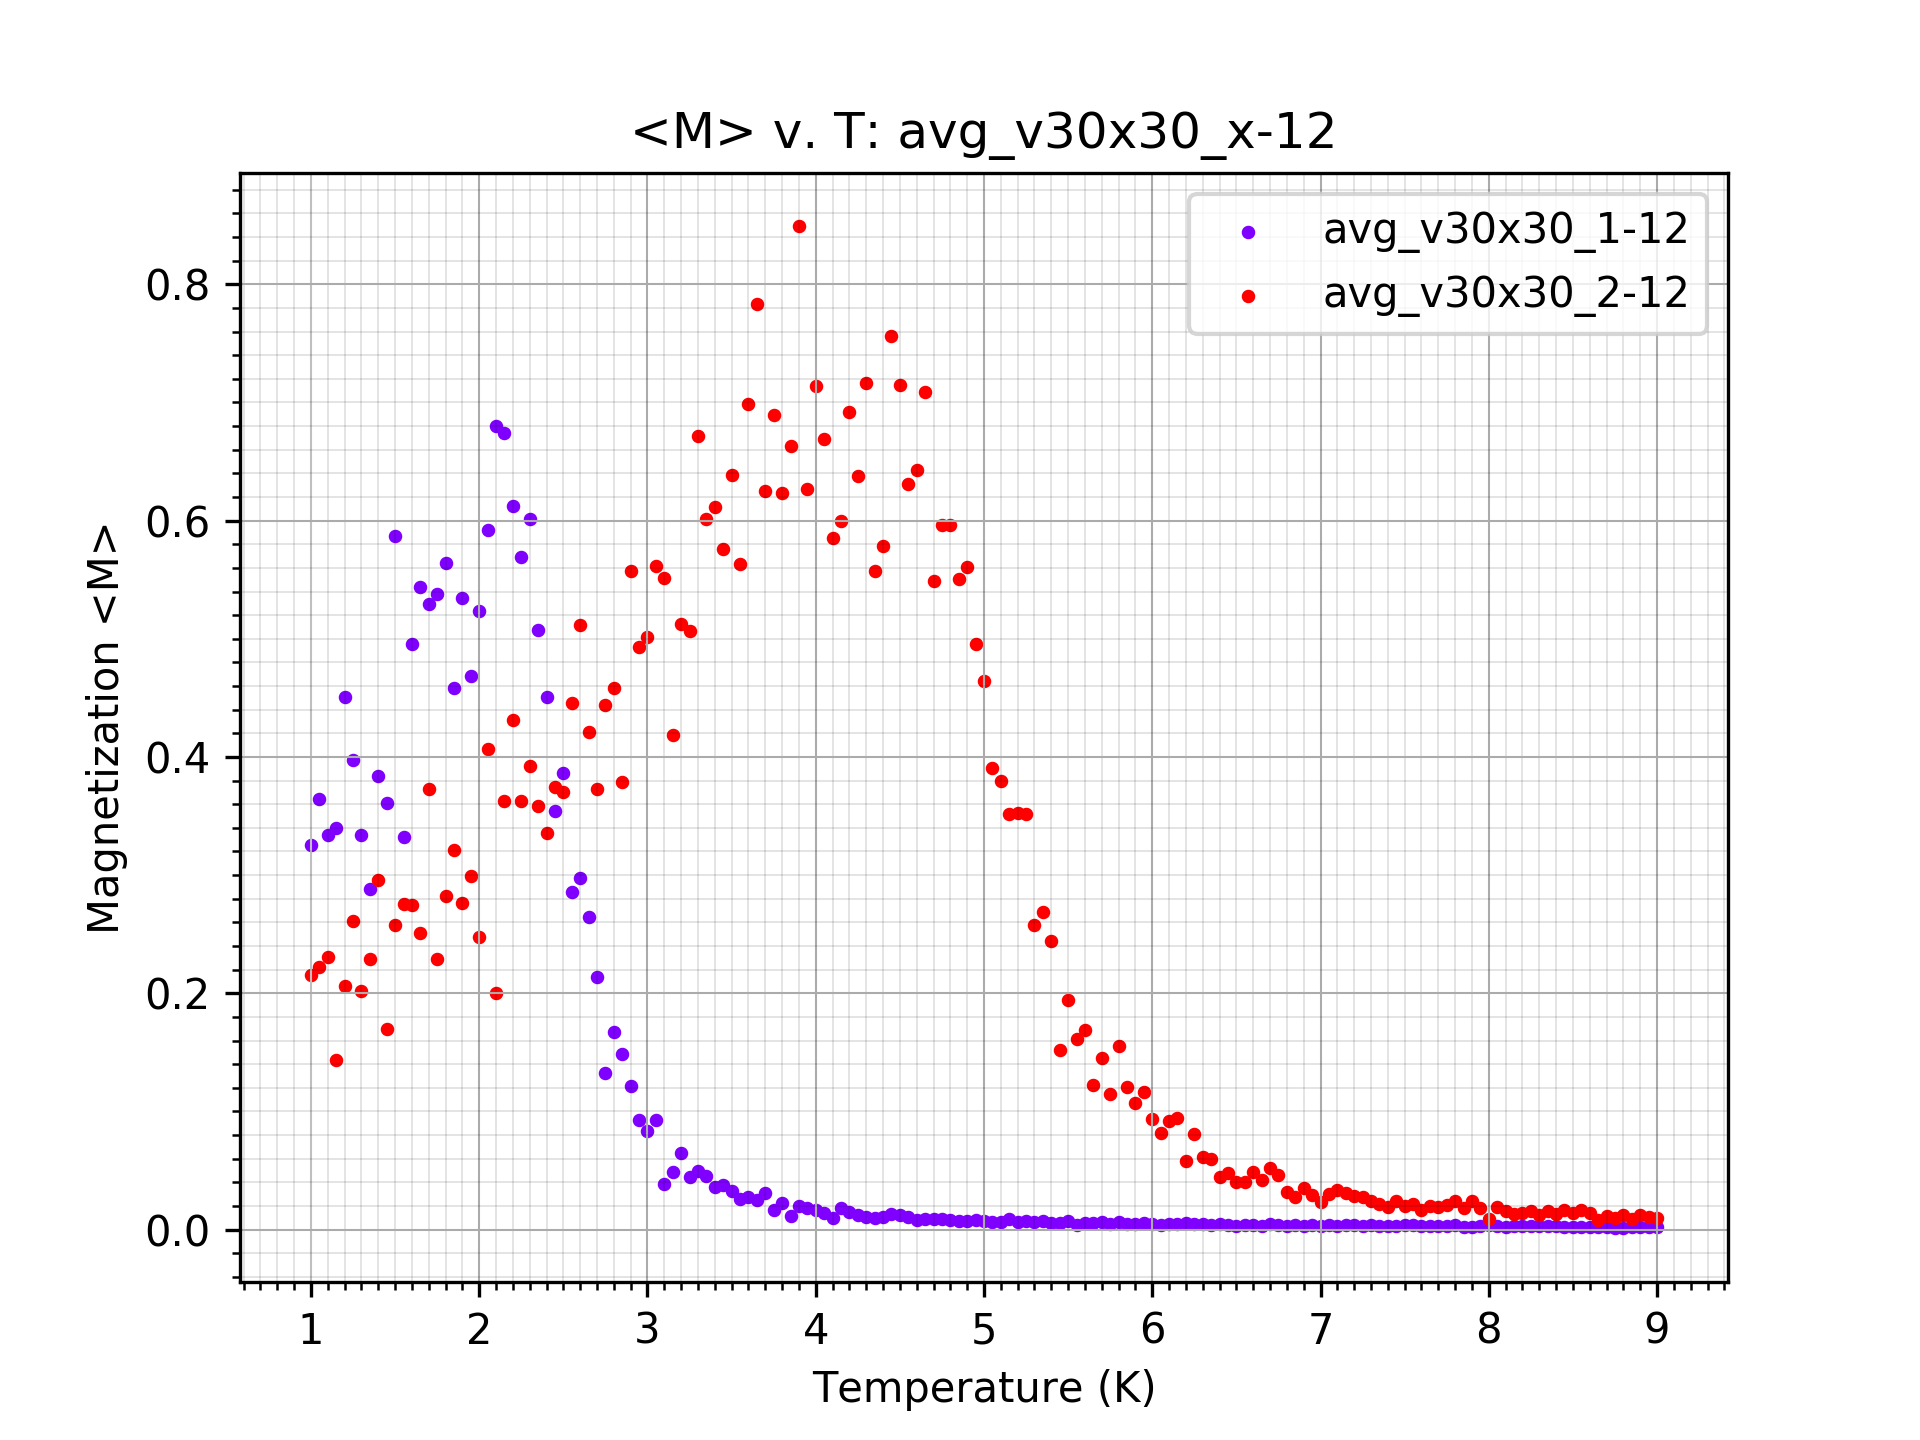 <M> v. T: avg_v30x30_x-12
avg_v30x30_1-12
avg_v30x30_2-12
Magnetization <M>
0.8
0.6
0.4
0.2
0.0
1 2 3 4 5 6 7 8 9
Temperature (K)